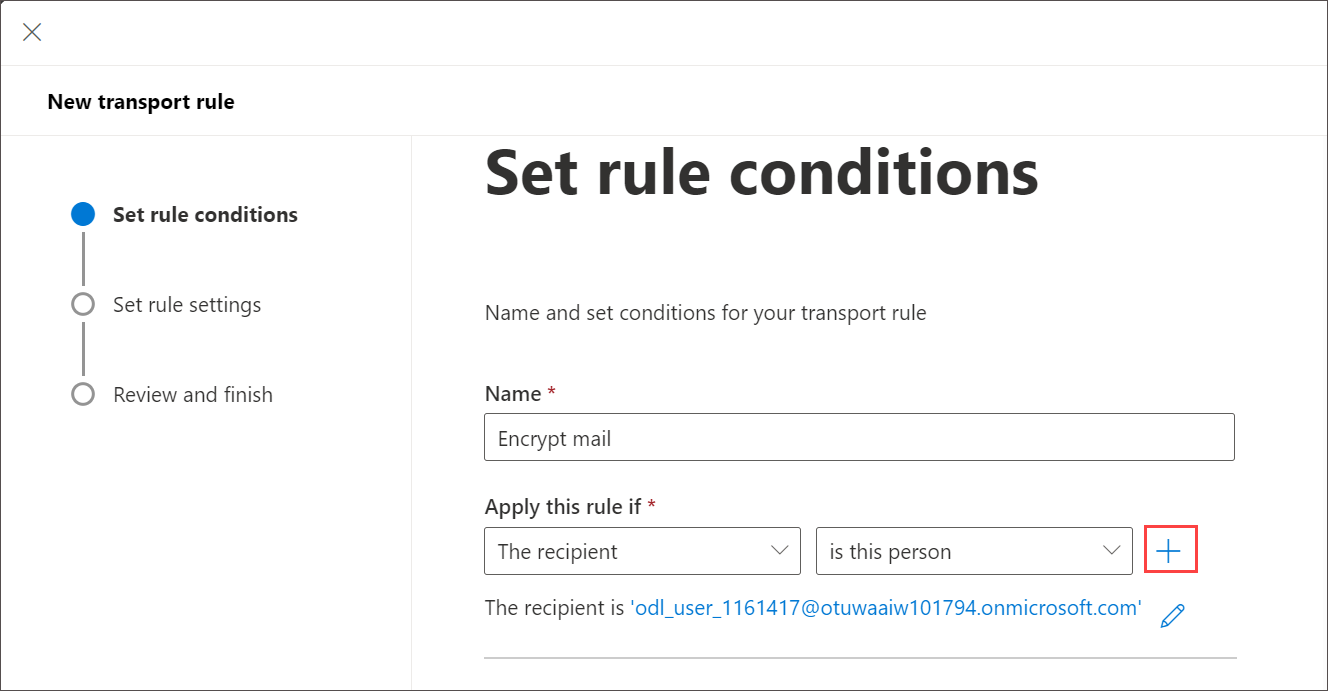 New transport rule
Set rule conditions
Set rule settings
Review and finish
Set rule conditions
Name and set conditions for your transport rule
Name *
Encrypt mail
Apply this rule if *
The recipient
is this person
The recipient is 'odl_user_1161417@otuwaaiw101794.onmicrosoft.com'